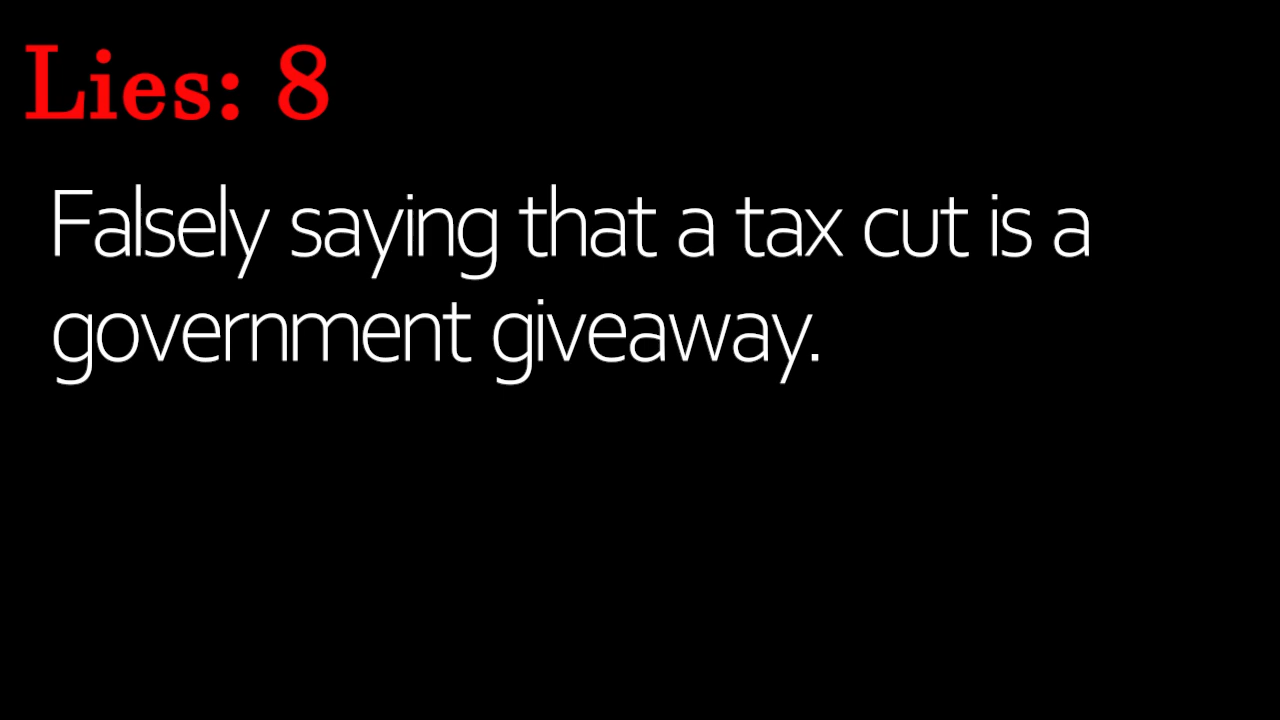 Lies: 8
Falsely saying that a tax cut is a
government giveaway.